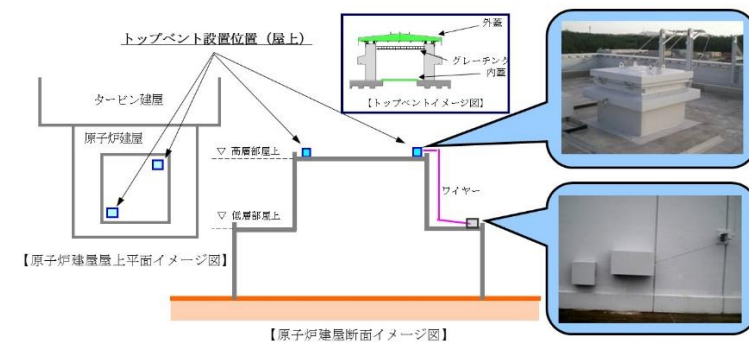 トップベント設置位置（屋上）
外蓋
グレーチング
内蓋
【トップベントイメージ図】
タービン建屋
原子炉建屋
▽ 高層部屋上
ワイヤー
▽ 低層部屋上
【原子炉建屋屋上平面イメージ図】
【原子炉建屋断面イメージ図】